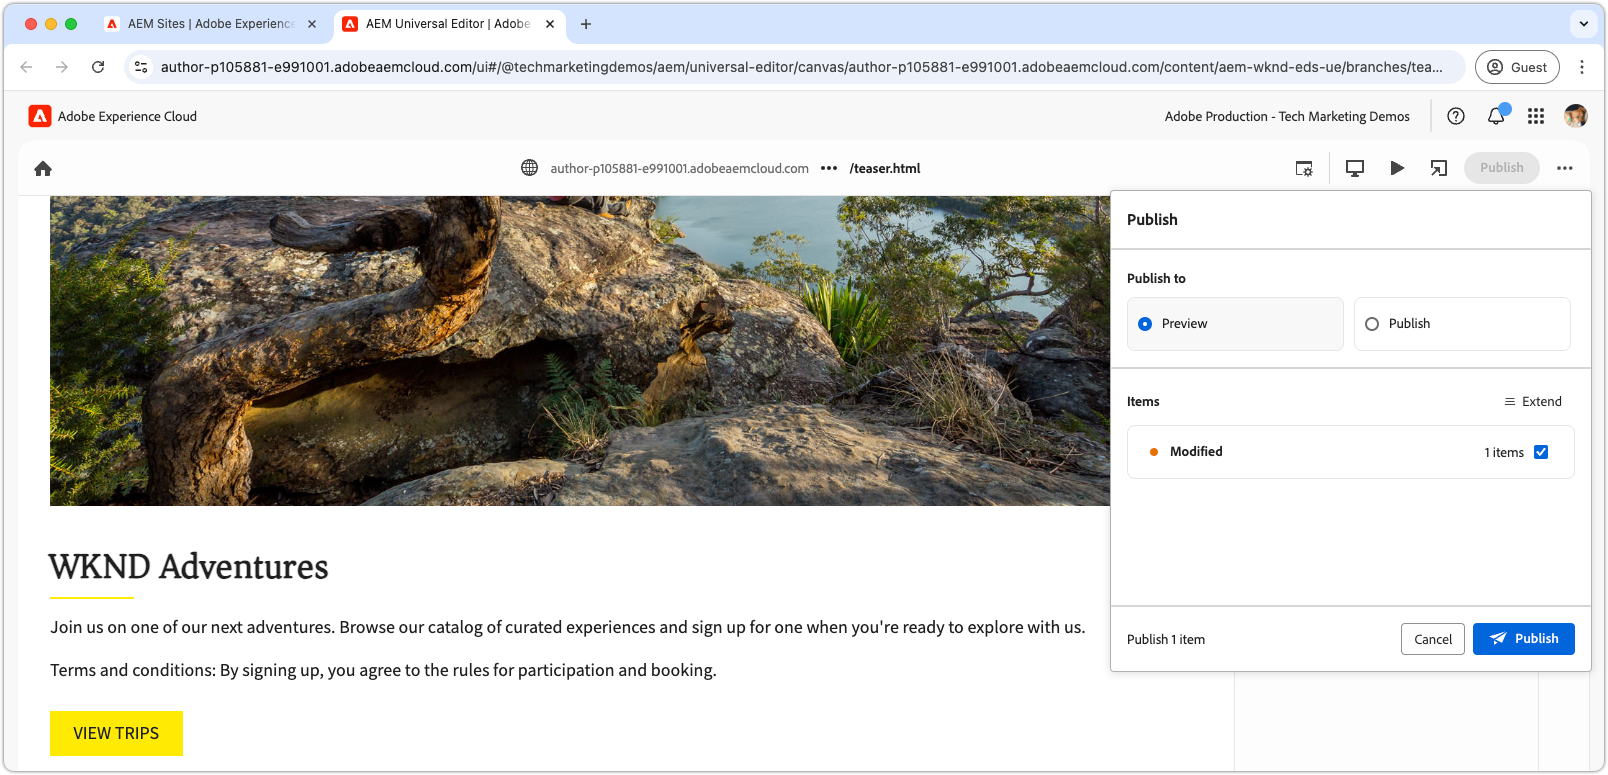 AEM Sites | Adobe Experience
AEM Universal Editor | Adobe
author-p105881-e991001.adobeaemcloud.com/ui#/@techmarketingdemos/aem/universal-editor/canvas/author-p105881-e991001.adobeaemcloud.com/content/aem-wknd-eds-ue/branches/tea...
Guest
Adobe Experience Cloud
Adobe Production - Tech Marketing Demos
author-p105881-e991001.adobeaemcloud.com ••• /teaser.html
Publish
Publish
Publish to
Preview
Publish
Items
Extend
Modified
1 items
Publish 1 item
Cancel
Publish
WKND Adventures
Join us on one of our next adventures. Browse our catalog of curated experiences and sign up for one when you're ready to explore with us.
Terms and conditions: By signing up, you agree to the rules for participation and booking.
VIEW TRIPS